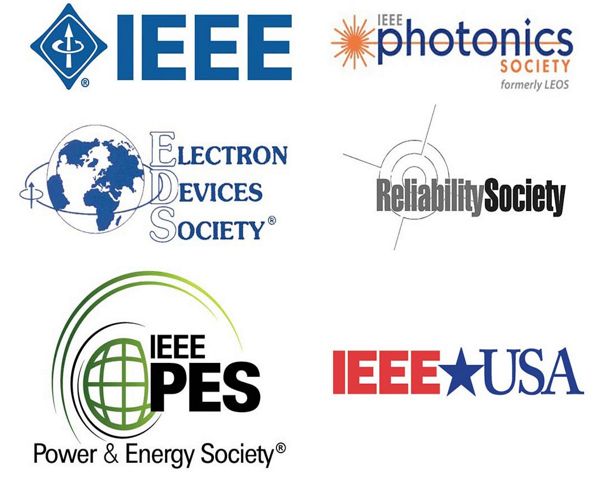 IEEE
®
IEEE
photonics
SOCIETY
formerly LEOS
ELECTRON
DEVICES
SOCIETY®
ReliabilitySociety
IEEE
PES
Power & Energy Society®
IEEE★USA